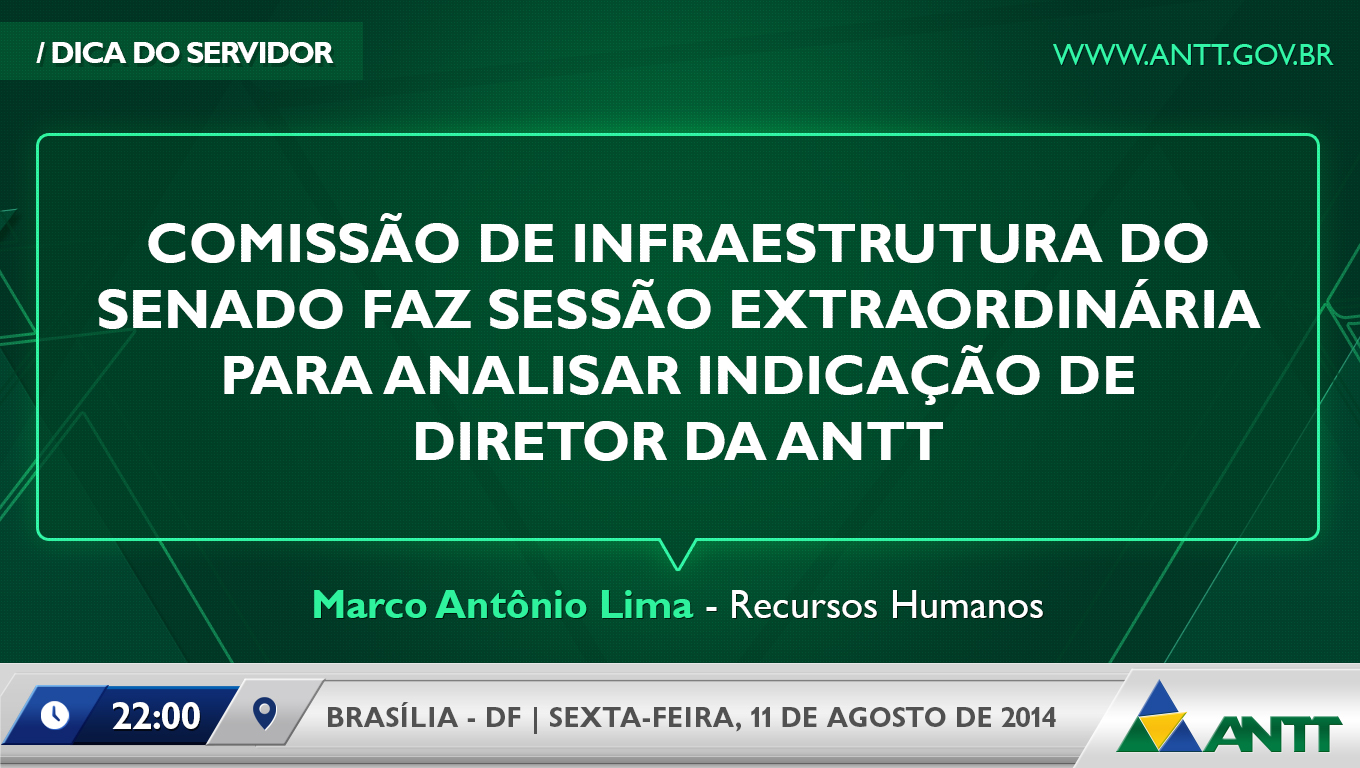 / DICA DO SERVIDOR
WWW.ANTT.GOV.BR
COMISSÃO DE INFRAESTRUTURA DO
SENADO FAZ SESSÃO EXTRAORDINÁRIA
PARA ANALISAR INDICAÇÃO DE
DIRETOR DA ANTT
Marco Antônio Lima - Recursos Humanos
22:00
BRASÍLIA - DF | SEXTA-FEIRA, 11 DE AGOSTO DE 2014
ANTT